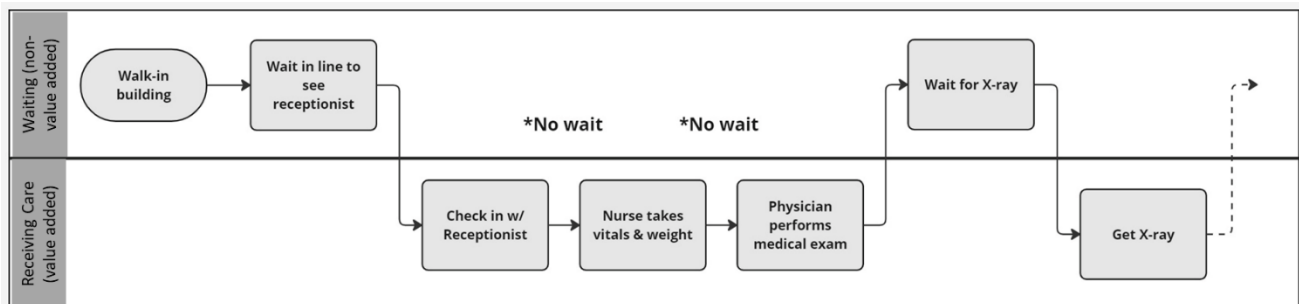 Waiting (non-
value added)
Walk-in
building
Wait in line to
see
receptionist
*No wait
*No wait
Wait for X-ray
Receiving Care
(value added)
Check in w/
Receptionist
Nurse takes
vitals & weight
Physician
performs
medical exam
Get X-ray